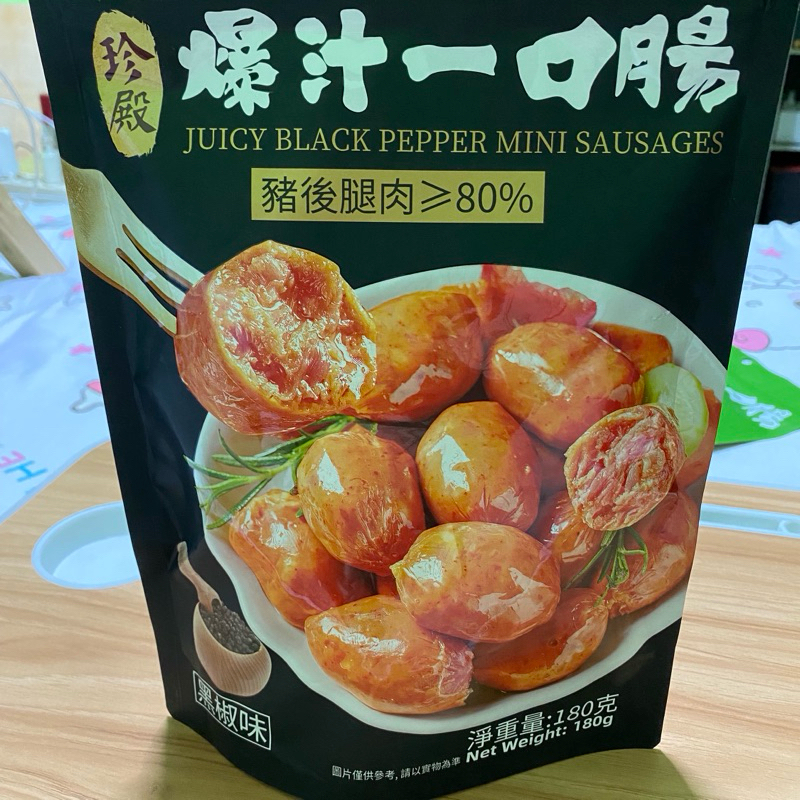 珍殿
爆汁一口腸
JUICY BLACK PEPPER MINI SAUSAGES
豬後腿肉≥80%
黑椒味
淨重量:180克
Net Weight: 180g
圖片僅供參考,請以實物為準
HE